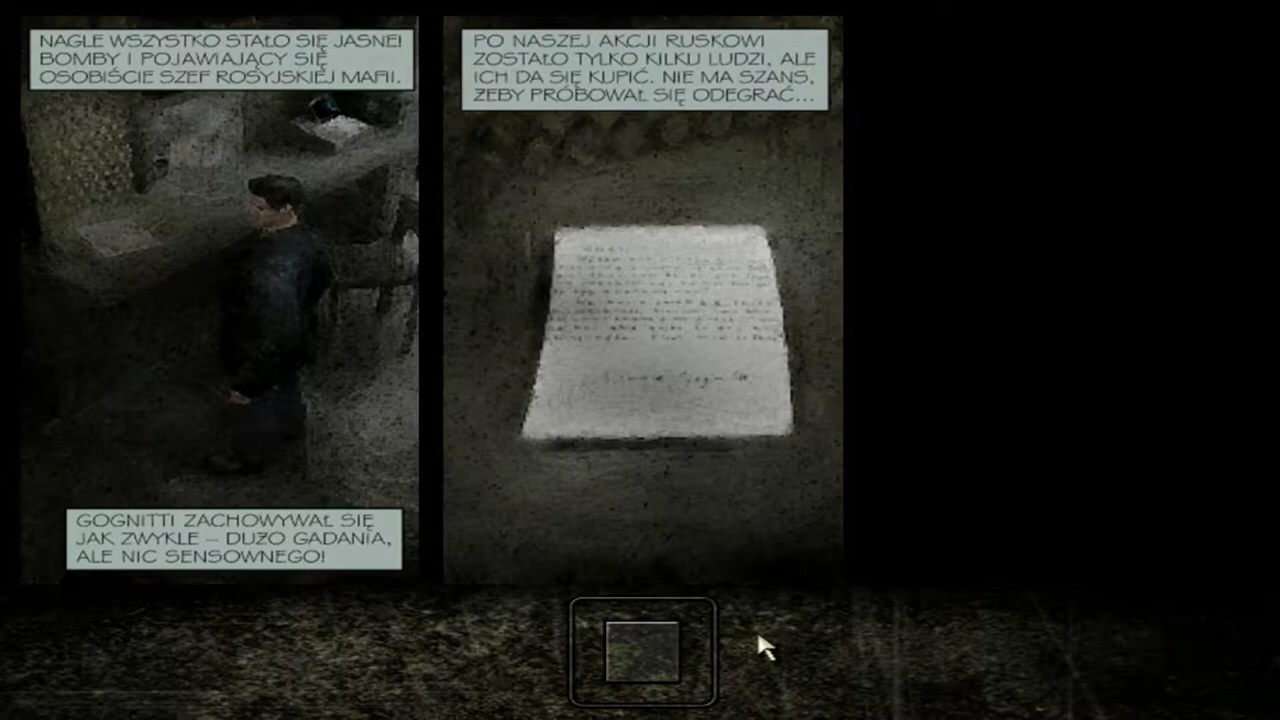 NAGLE WSZYSTKO STAŁO SIĘ JASNE!
BOMBY I POJAWIAJĄCY SIĘ
OSOBIŚCIE SZEF ROSYJSKIEJ MAFII.
GOGNITTI ZACHOWYWAŁ SIĘ
JAK ZWYKLE – DUŻO GADANIA,
ALE NIC SENSOWNEGO!
PO NASZEJ AKCJI RUSKOWI
ZOSTAŁO TYLKO KILKU LUDZI, ALE
ICH DA SIĘ KUPIĆ. NIE MA SZANS,
ŻEBY PRÓBOWAŁ SIĘ ODEGRAĆ...